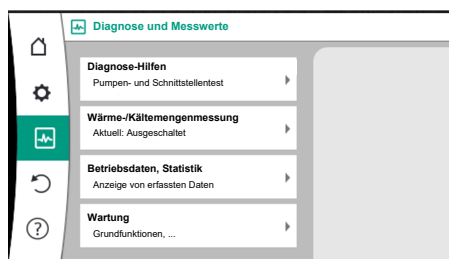 Diagnose und Messwerte
Diagnose-Hilfen
Pumpen- und Schnittstellentest
Wärme-/Kältemengenmessung
Aktuell: Ausgeschaltet
Betriebsdaten, Statistik
Anzeige von erfassten Daten
Wartung
Grundfunktionen, ...
?